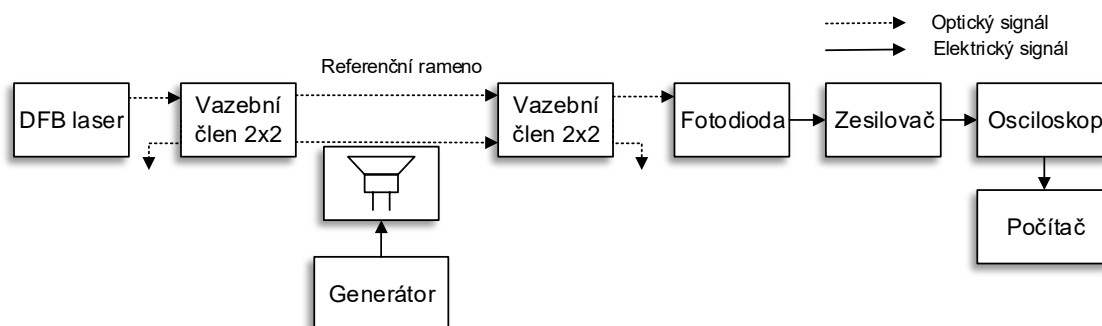 Optický signál
Elektrický signál
Referenční rameno
DFB laser
Vazební
člen 2x2
Vazební
člen 2x2
Fotodioda
Zesilovač
Osciloskop
Počítač
Generátor